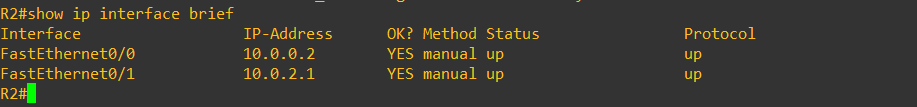 R2#show ip interface brief
Interface                  IP-Address      OK? Method Status                Protocol
FastEthernet0/0            10.0.0.2        YES manual up                    up
FastEthernet0/1            10.0.2.1        YES manual up                    up
R2#